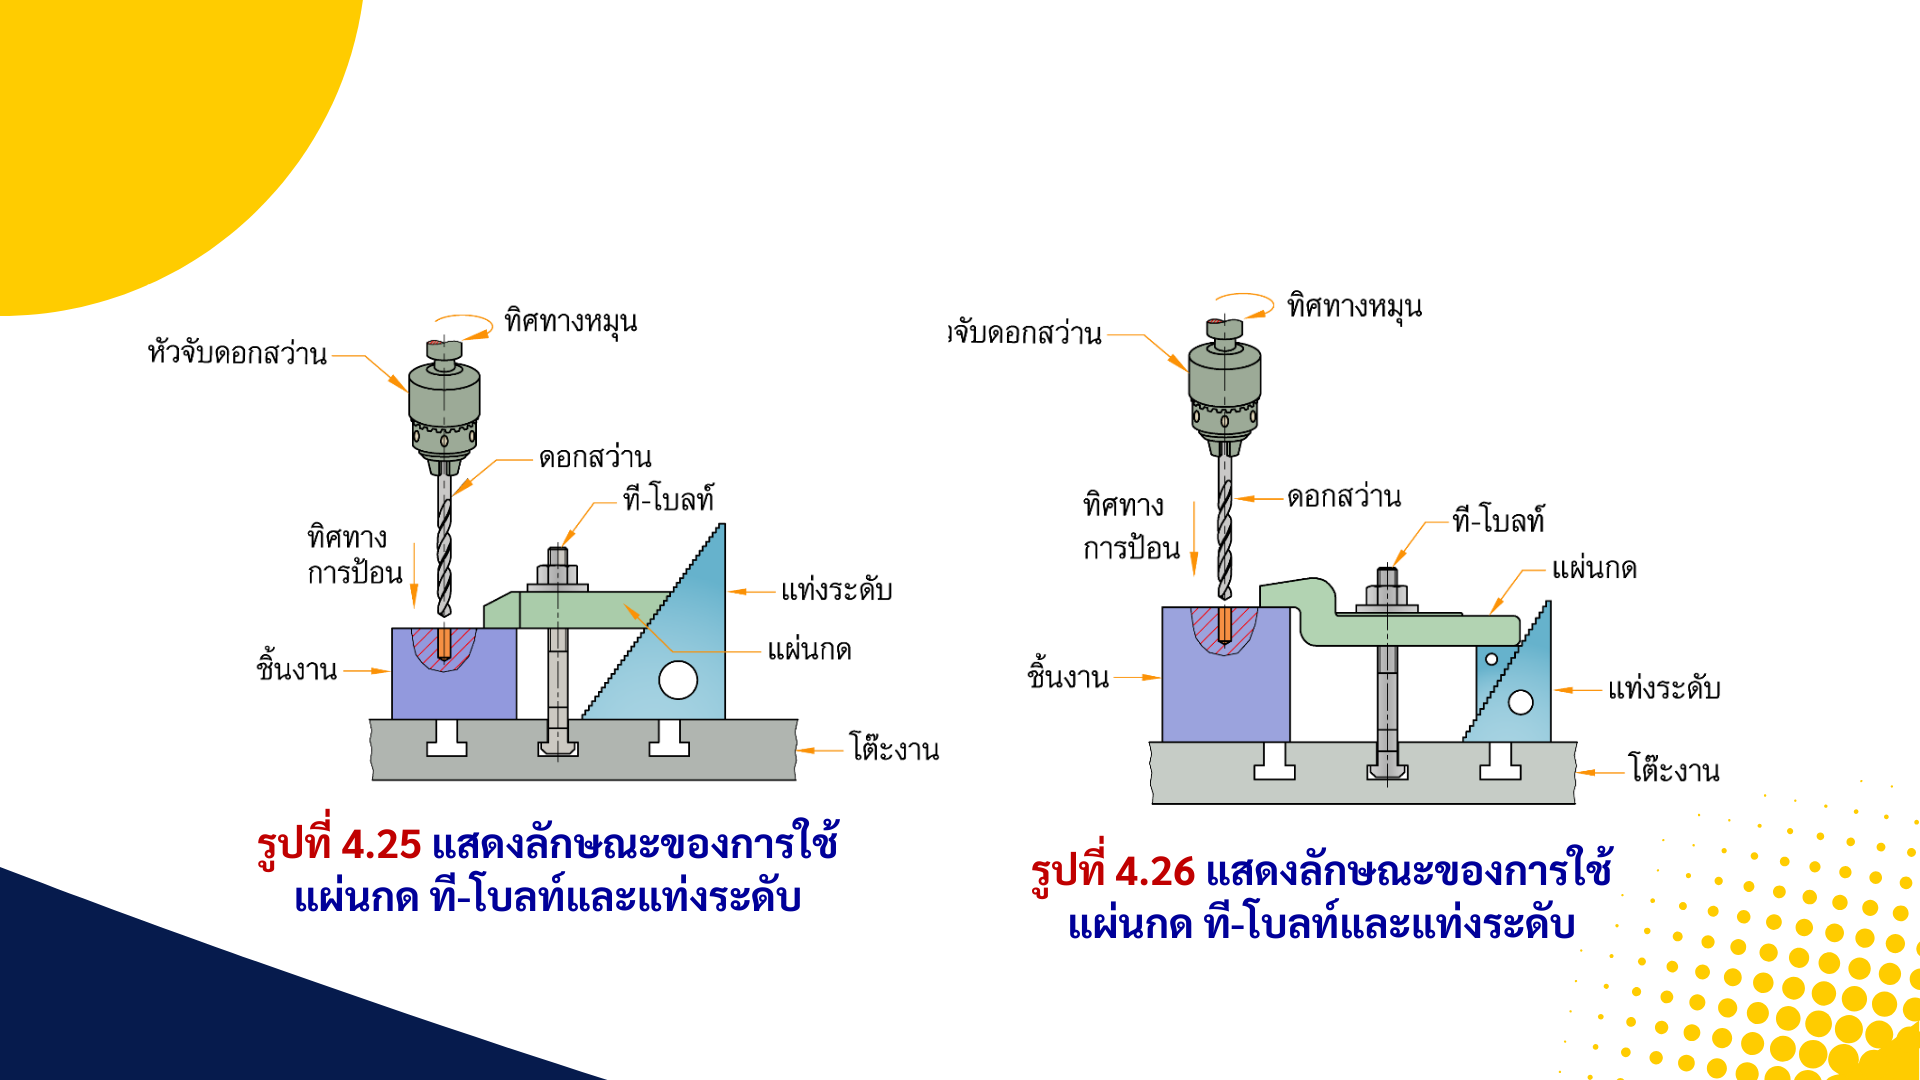 ทิศทางหมุน
หัวจับดอกสว่าน
ดอกสว่าน
ที-โบลท์
ทิศทาง
การป้อน
แท่งระดับ
แผ่นกด
ชิ้นงาน
โต๊ะงาน
รูปที่ 4.25 แสดงลักษณะของการใช้
แผ่นกด ที-โบลท์และแท่งระดับ
ทิศทางหมุน
จับดอกสว่าน
ดอกสว่าน
ทิศทาง
การป้อน
ที-โบลท์
แผ่นกด
ชิ้นงาน
แท่งระดับ
โต๊ะงาน
รูปที่ 4.26 แสดงลักษณะของการใช้
แผ่นกด ที-โบลท์และแท่งระดับ